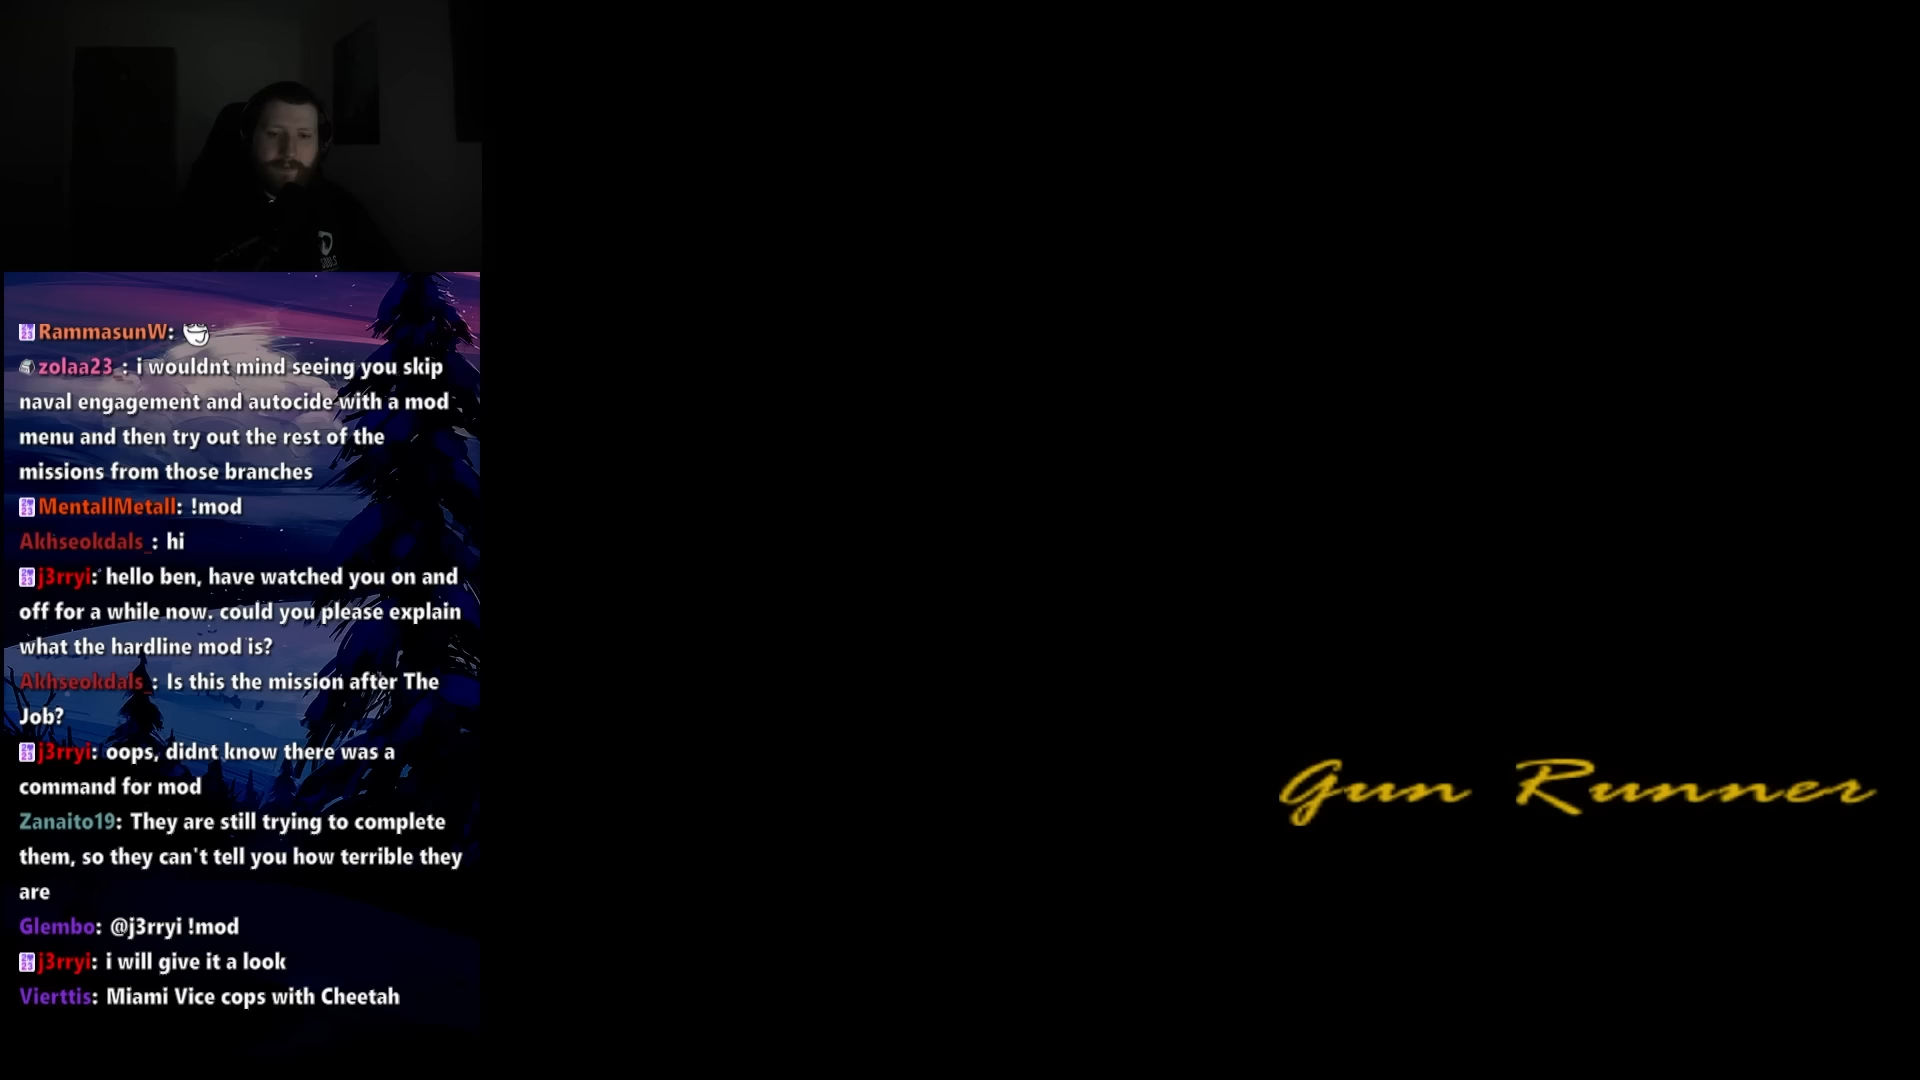 RammasunW:
zolaa23 : i wouldnt mind seeing you skip
naval engagement and autocide with a mod
menu and then try out the rest of the
missions from those branches
MentallMetall: !mod
Akhseokdals_: hi
j3rryi: hello ben, have watched you on and
off for a while now. could you please explain
what the hardline mod is?
Akhseokdals_: Is this the mission after The
Job?
j3rryi: oops, didnt know there was a
command for mod
Zanaito19: They are still trying to complete
them, so they can't tell you how terrible they
are
Glembo: @j3rryi !mod
j3rryi: i will give it a look
Vierttis: Miami Vice cops with Cheetah
Gun Runner